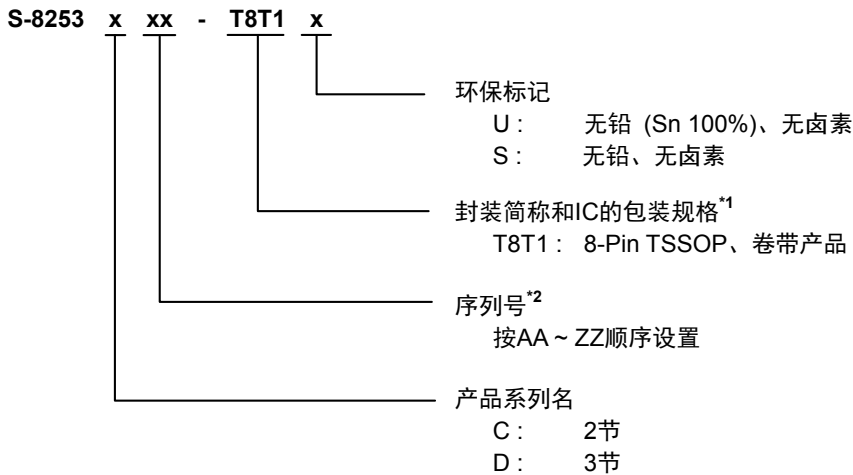 S-8253 x xx - T8T1 x
环保标记
U : 无铅 (Sn 100%)、无卤素
S : 无铅、无卤素
封装简称和IC的包装规格*1
T8T1 : 8-Pin TSSOP、卷带产品
序列号*2
按AA ~ ZZ顺序设置
产品系列名
C : 2节
D : 3节